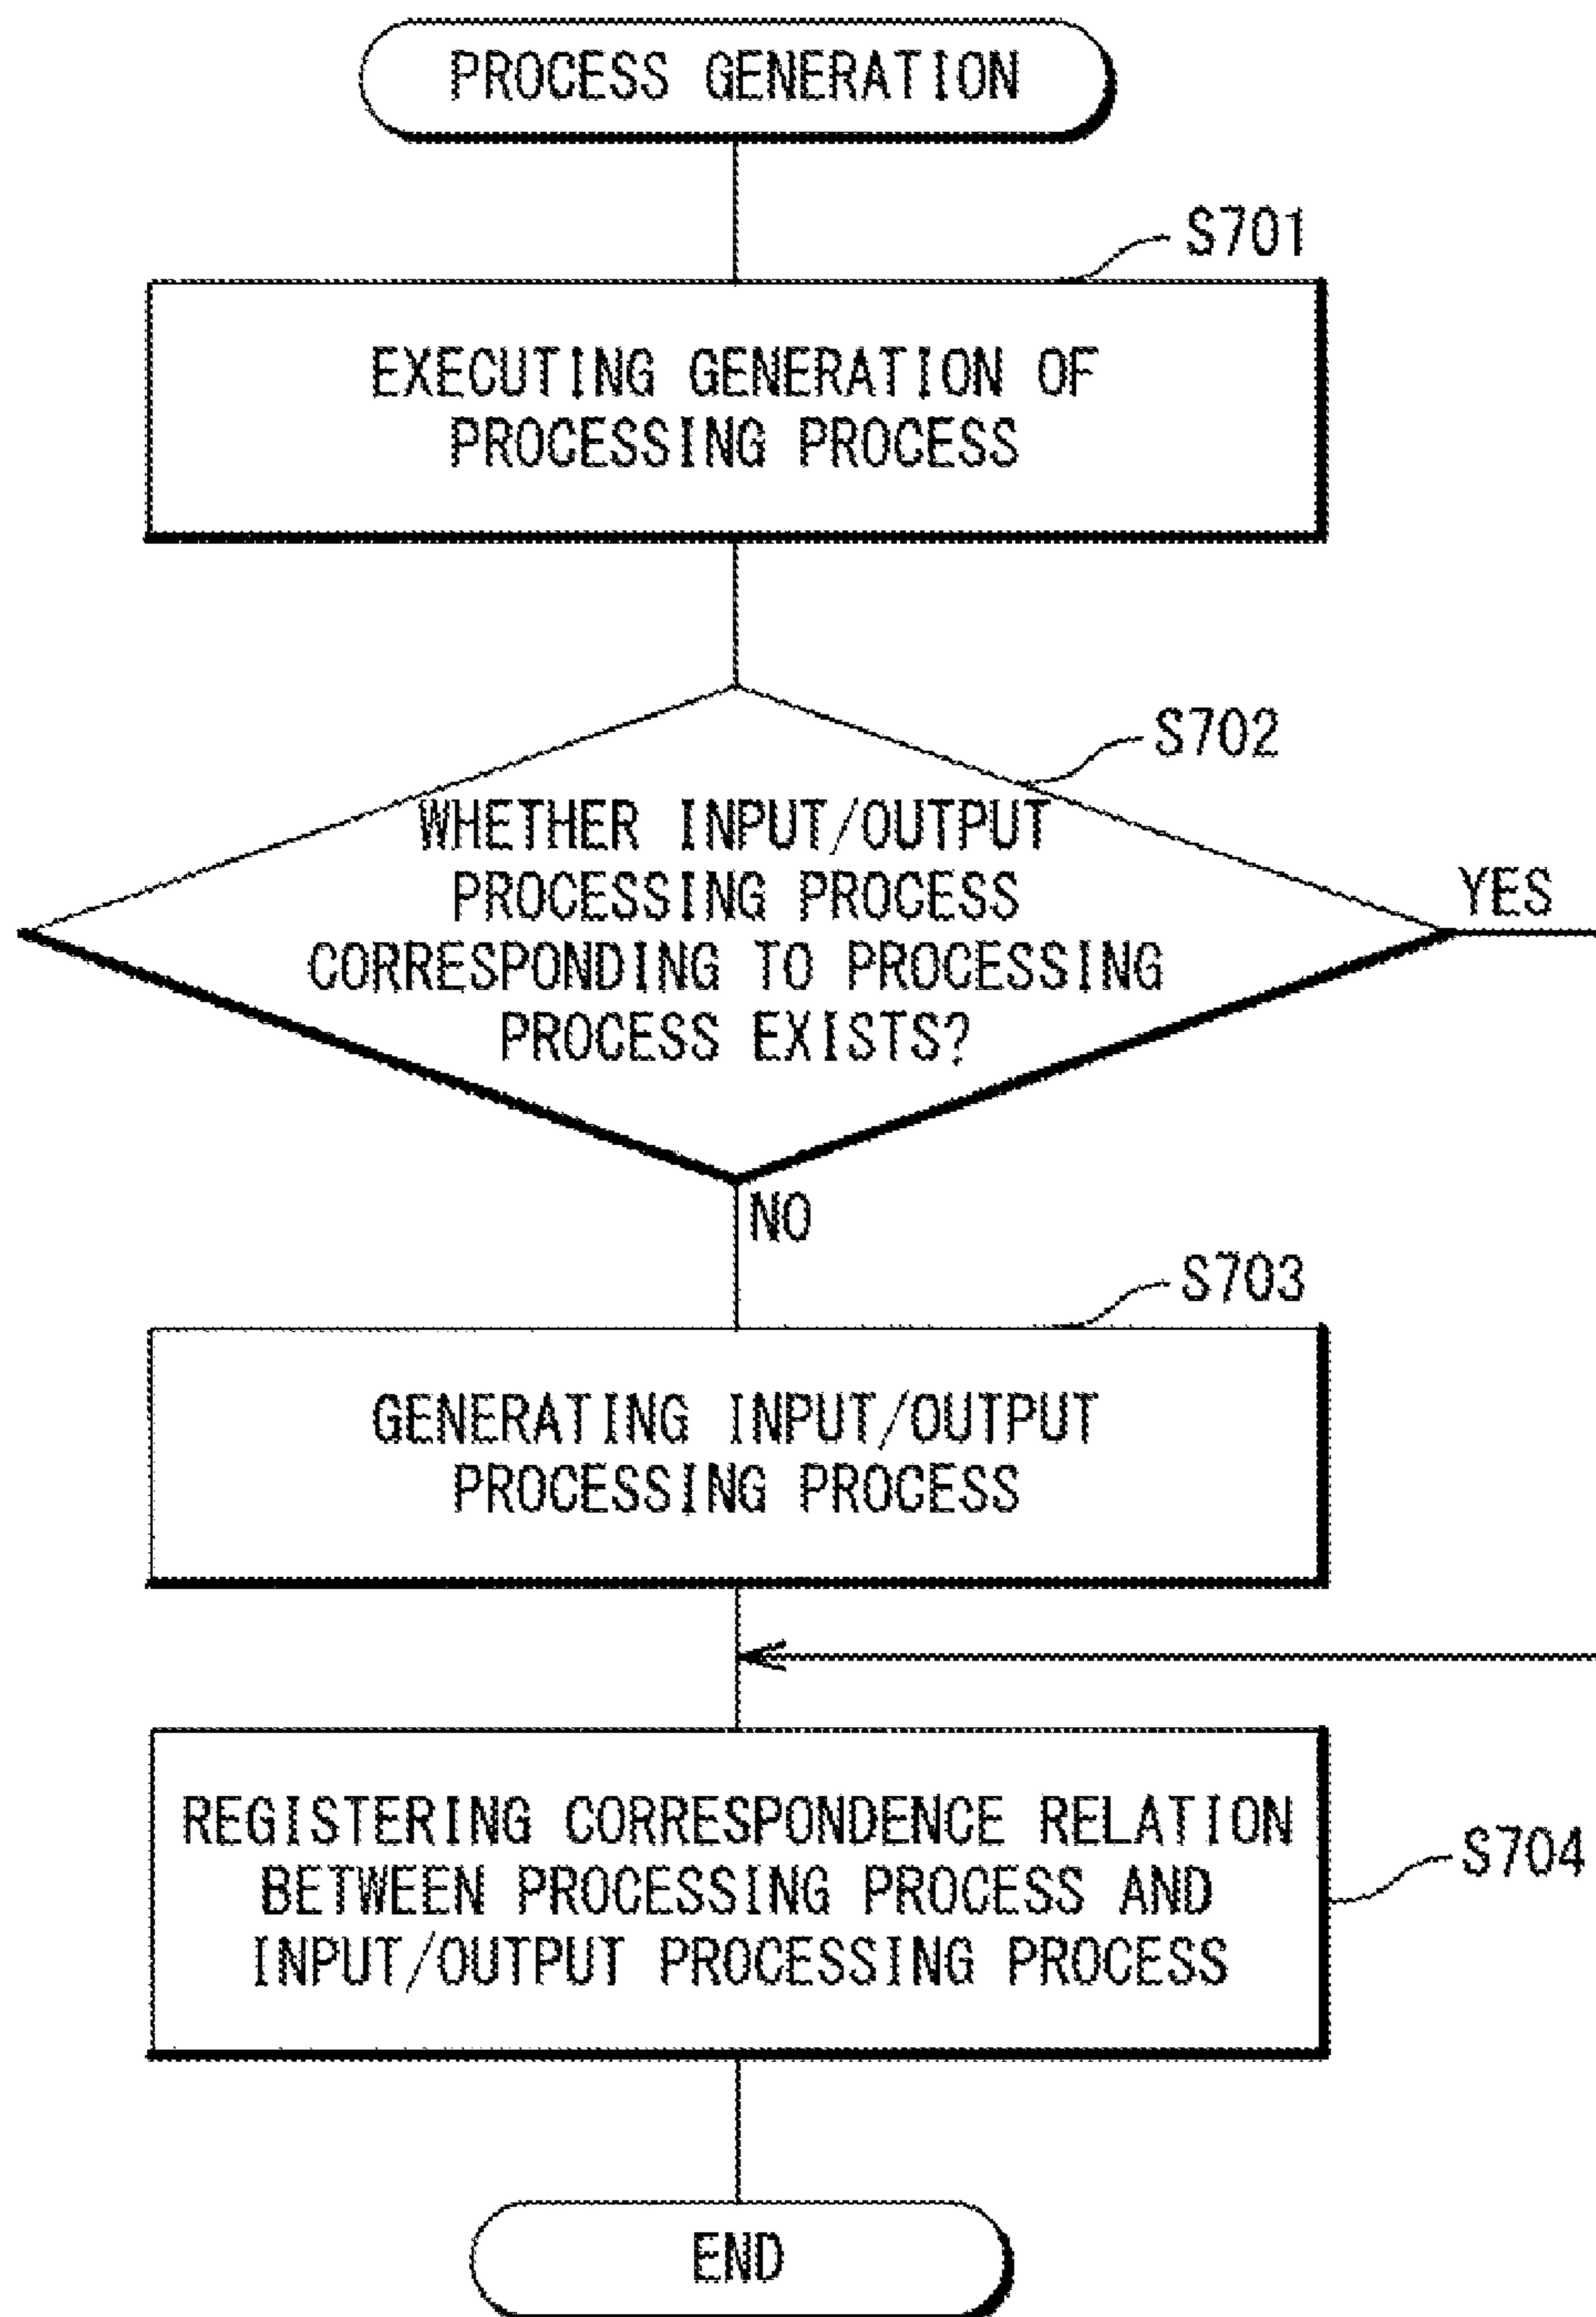 PROCESS GENERATION
S701
EXECUTING GENERATION OF
PROCESSING PROCESS
S702
WHETHER INPUT/OUTPUT
PROCESSING PROCESS
CORRESPONDING TO PROCESSING
PROCESS EXISTS?
YES
NO
S703
GENERATING INPUT/OUTPUT
PROCESSING PROCESS
REGISTERING CORRESPONDENCE RELATION
BETWEEN PROCESSING PROCESS AND
INPUT/OUTPUT PROCESSING PROCESS
S704
END